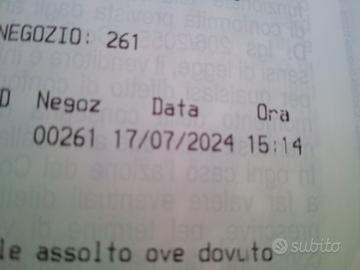 NEGOZIO: 261
D Negoz Data Ora
00261 17/07/2024 15:14
le assolto ove dovuto
subito